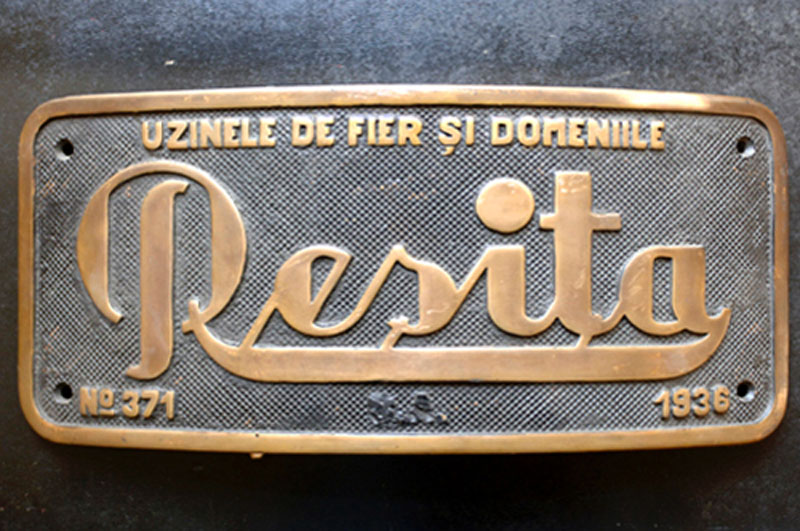 UZINELE DE FIER ȘI DOMENIILE
Reșița
Nº 371
1936